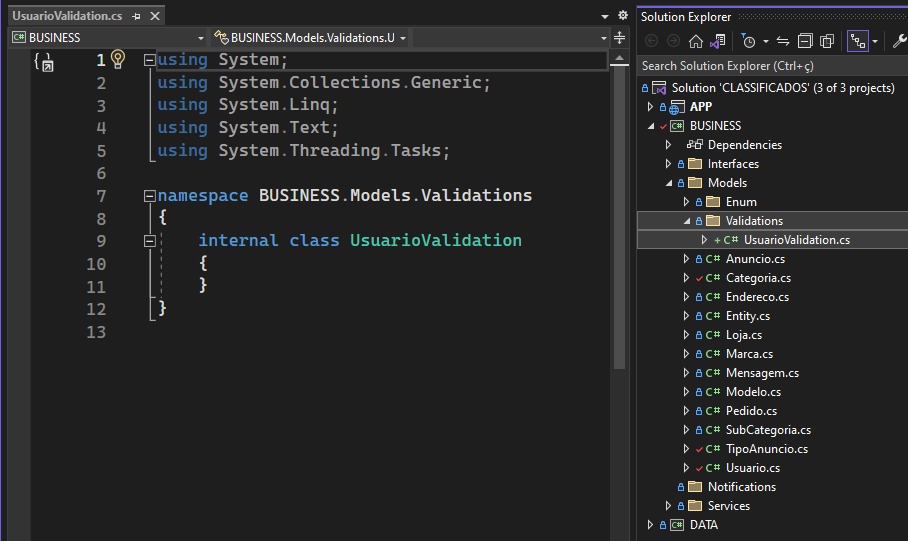 UsuarioValidation.cs
BUSINESS
BUSINESS.Models.Validations.U
1 using System;
2 using System.Collections.Generic;
3 using System.Linq;
4 using System.Text;
5 using System.Threading.Tasks;
6
7 namespace BUSINESS.Models.Validations
8 {
9 internal class UsuarioValidation
10 {
11 }
12 }
13
Solution Explorer
Search Solution Explorer (Ctrl+ç)
Solution 'CLASSIFICADOS' (3 of 3 projects)
APP
C# BUSINESS
Dependencies
Interfaces
Models
Enum
Validations
+ C# UsuarioValidation.cs
C# Anuncio.cs
C# Categoria.cs
C# Endereco.cs
C# Entity.cs
C# Loja.cs
C# Marca.cs
C# Mensagem.cs
C# Modelo.cs
C# Pedido.cs
C# SubCategoria.cs
C# TipoAnuncio.cs
C# Usuario.cs
Notifications
Services
C# DATA